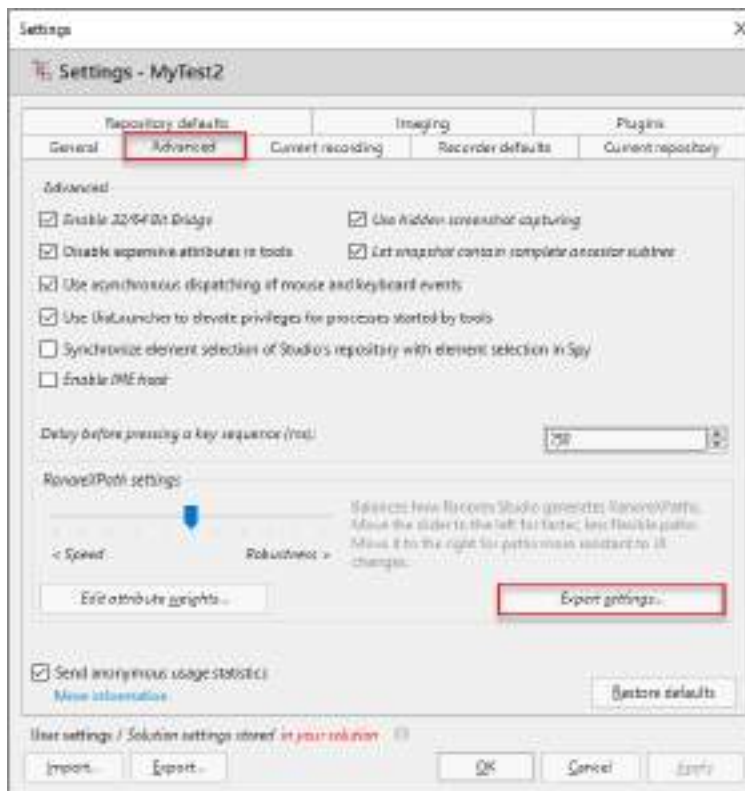 Settings
Settings - MyTest2
Repository defaults Imaging Plugins
General Advanced Current recording Recorder defaults Current repository
Advanced
Enable 32/64 Bit Bridge Use hidden screenshot capturing
Disable expensive attributes in tools Let snapshot contain complete ancestor subtree
Use asynchronous dispatching of mouse and keyboard events
Use UiaLauncher to elevate privileges for processes started by tools
Synchronize element selection of Studio's repository with element selection in Spy
Enable IME host
Delay before pressing a key sequence (ms):
RanoreXPath settings
Balances how Ranorex Studio generates RanoreXPaths.
Move the slider to the left for faster, less flexible paths.
Move it to the right for paths more resistant to UI
changes.
< Speed Robustness >
Edit attribute weights... Expert settings...
Send anonymous usage statistics
More information
Restore defaults
User settings / Solution settings stored in your solution
Import... Export... OK Cancel Apply